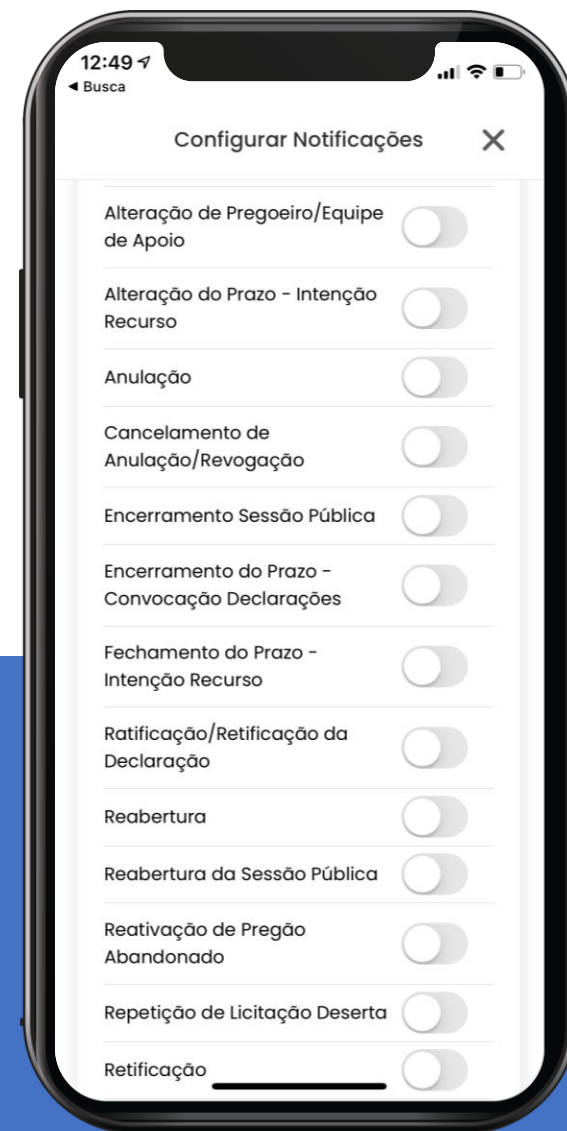 12:49
◀ Busca
Configurar Notificações
Alteração de Pregoeiro/Equipe
de Apoio
Alteração do Prazo - Intenção
Recurso
Anulação
Cancelamento de
Anulação/Revogação
Encerramento Sessão Pública
Encerramento do Prazo -
Convocação Declarações
Fechamento do Prazo -
Intenção Recurso
Ratificação/Retificação da
Declaração
Reabertura
Reabertura da Sessão Pública
Reativação de Pregão
Abandonado
Repetição de Licitação Deserta
Retificação